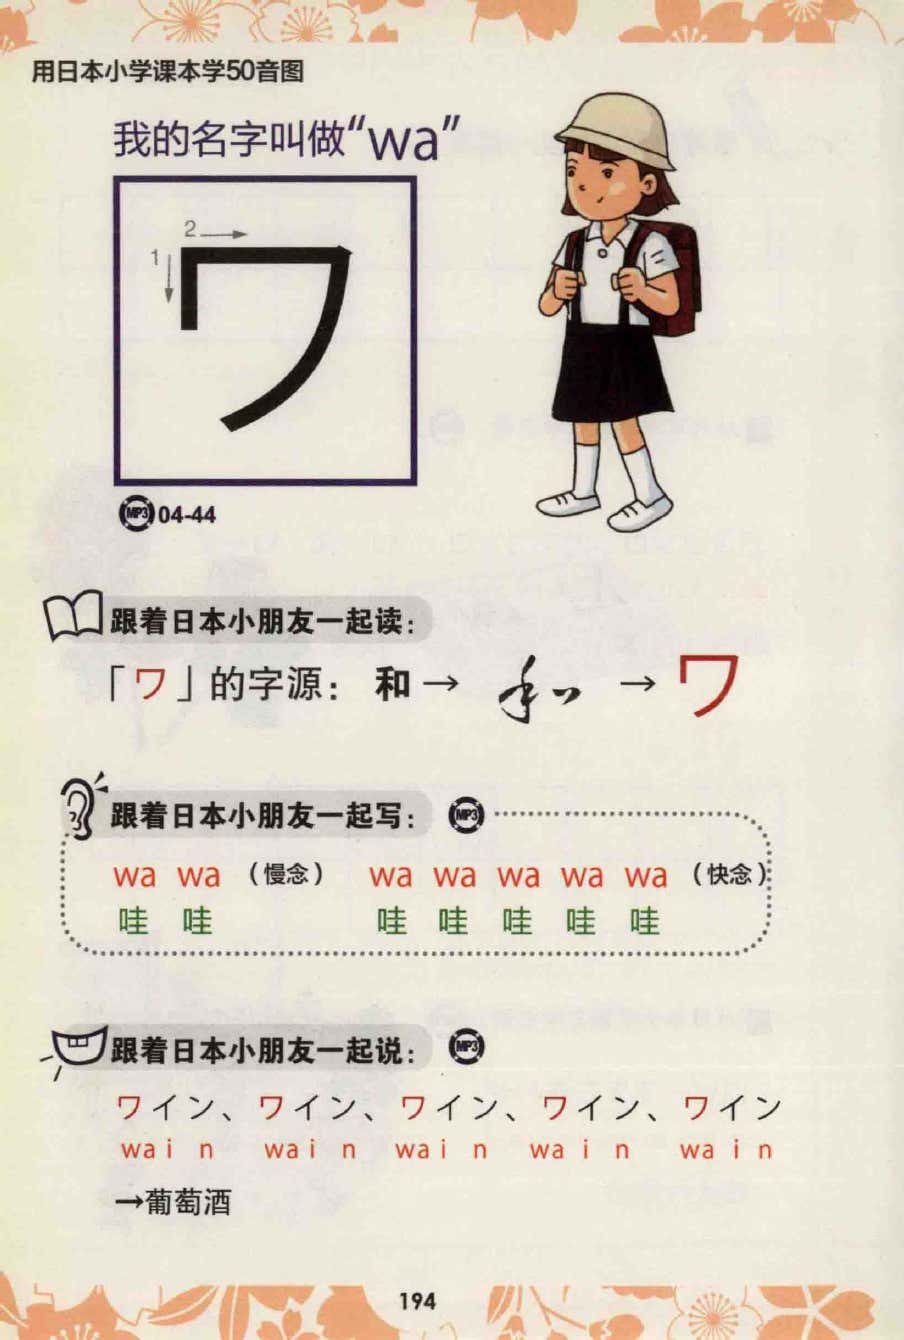 用日本小学课本学50音图
我的名字叫做“wa”
2
1
ワ
MP3 04-44
跟着日本小朋友一起读：
「ワ」的字源： 和→ 和 → ワ
跟着日本小朋友一起写： MP3
wa wa （慢念） wa wa wa wa wa （快念）
哇 哇 哇 哇 哇 哇 哇
跟着日本小朋友一起说： MP3
ワイン、ワイン、ワイン、ワイン、ワイン
wa i n wa i n wa i n wa i n wa i n
→葡萄酒
194